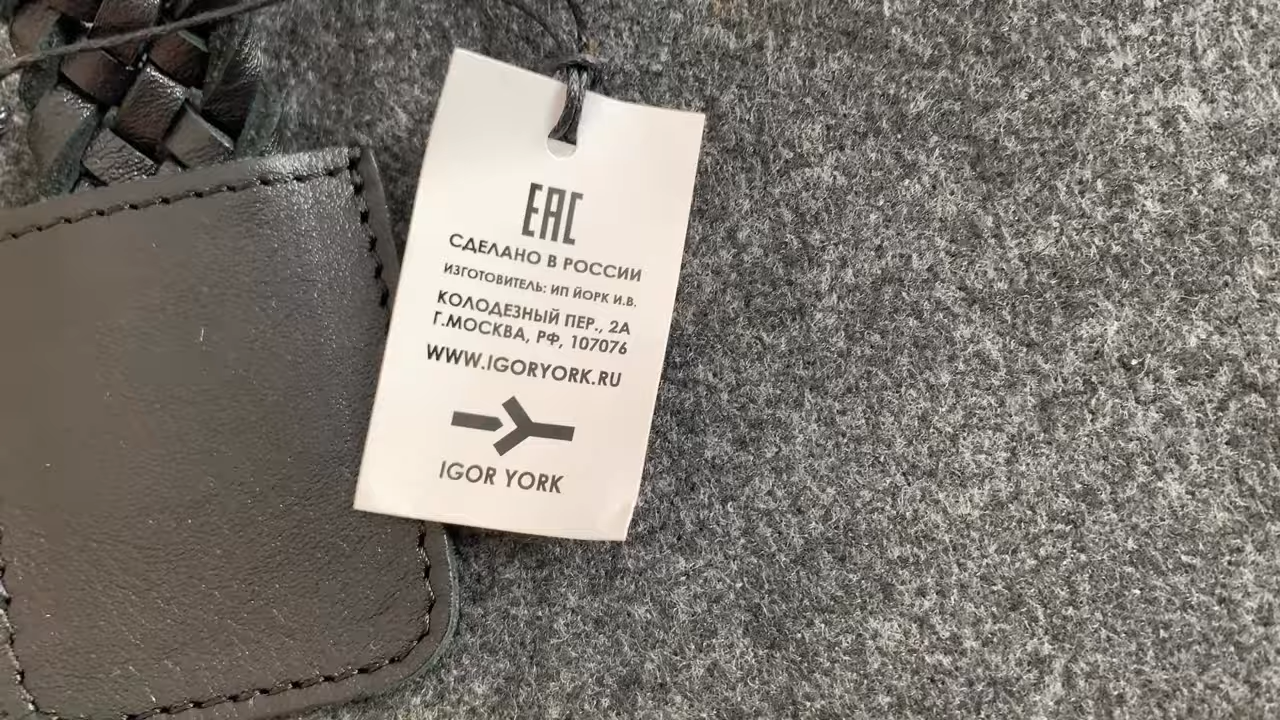 EAC
СДЕЛАНО В РОССИИ
ИЗГОТОВИТЕЛЬ: ИП ЙОРК И.В.
КОЛОДЕЗНЫЙ ПЕР., 2А
Г.МОСКВА, РФ, 107076
WWW.IGORYORK.RU
IGOR YORK